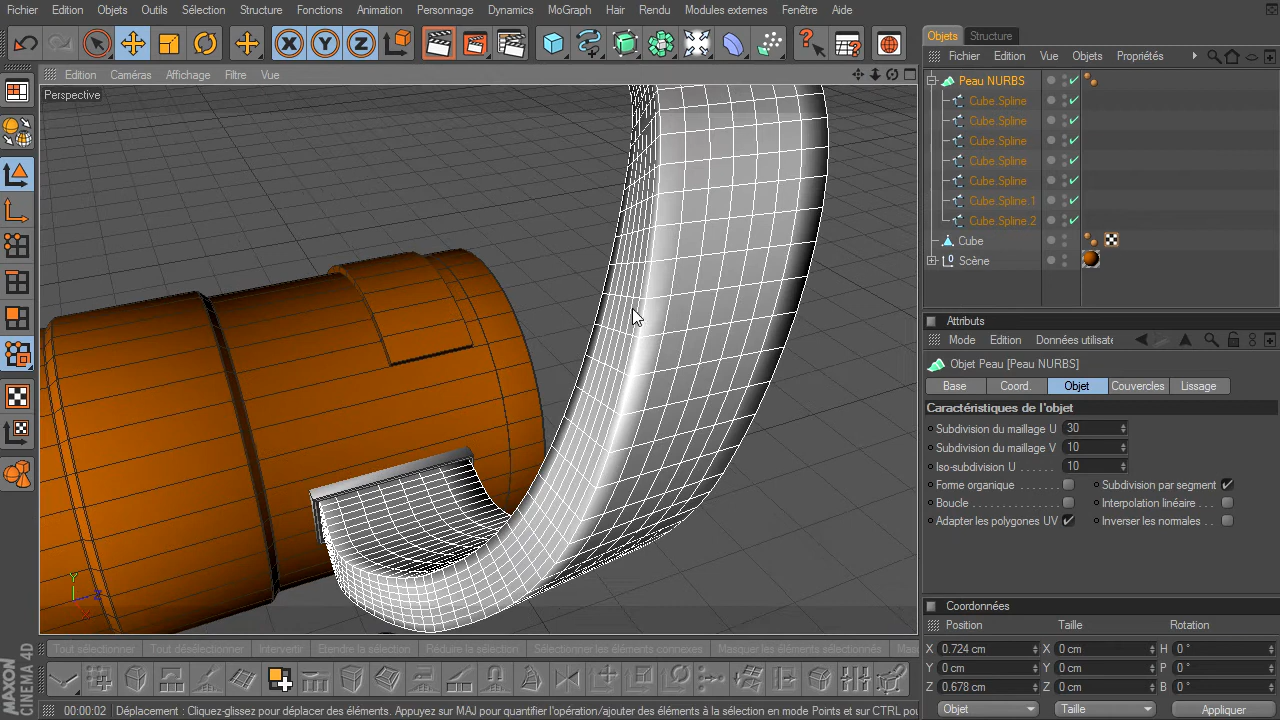 Fichier Edition Objets Outils Sélection Structure Fonctions Animation Personnage Dynamics MoGraph Hair Rendu Modules externes Fenêtre Aide
X Y Z
Edition Caméras Affichage Filtre Vue
Perspective
Objets Structure
Fichier Edition Vue Objets Propriétés
Peau NURBS
Cube.Spline
Cube.Spline
Cube.Spline
Cube.Spline
Cube.Spline
Cube.Spline.1
Cube.Spline.2
Cube
Scène
Attributs
Mode Edition Données utilisate
Objet Peau [Peau NURBS]
Base Coord. Objet Couvercles Lissage
Caractéristiques de l'objet
Subdivision du maillage U 30
Subdivision du maillage V 10
Iso-subdivision U 10
Forme organique Subdivision par segment
Boucle Interpolation linéaire
Adapter les polygones UV Inverser les normales
Coordonnées
Position Taille Rotation
X 0.724 cm X 0 cm H 0 °
Y 0 cm Y 0 cm P 0 °
Z 0.678 cm Z 0 cm B 0 °
Objet Taille Appliquer
Y
Tout sélectionner Tout désélectionner Intervertir Etendre la sélection Réduire la sélection Sélectionner les éléments connexes Masquer les éléments sélectionnés Mas
MAXON
CINEMA 4D
00:00:02 Déplacement : Cliquez-glissez pour déplacer des éléments. Appuyez sur MAJ pour quantifier l'opération/ajouter des éléments à la sélection en mode Points et sur CTRL pou